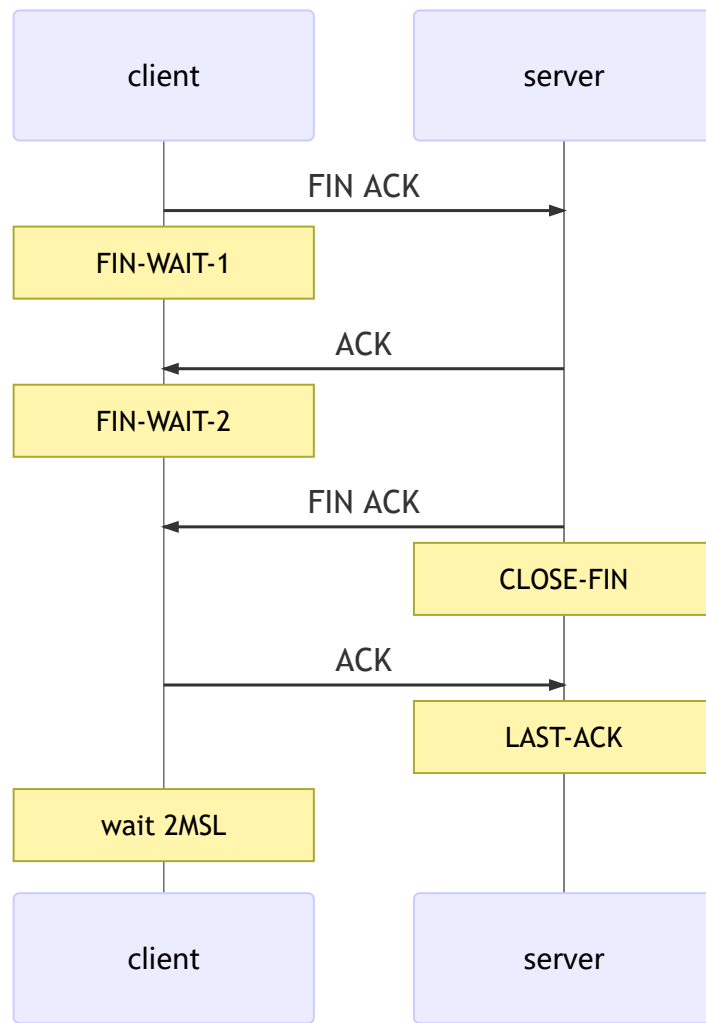 client
server
FIN ACK
FIN-WAIT-1
ACK
FIN-WAIT-2
FIN ACK
CLOSE-FIN
ACK
LAST-ACK
wait 2MSL
client
server